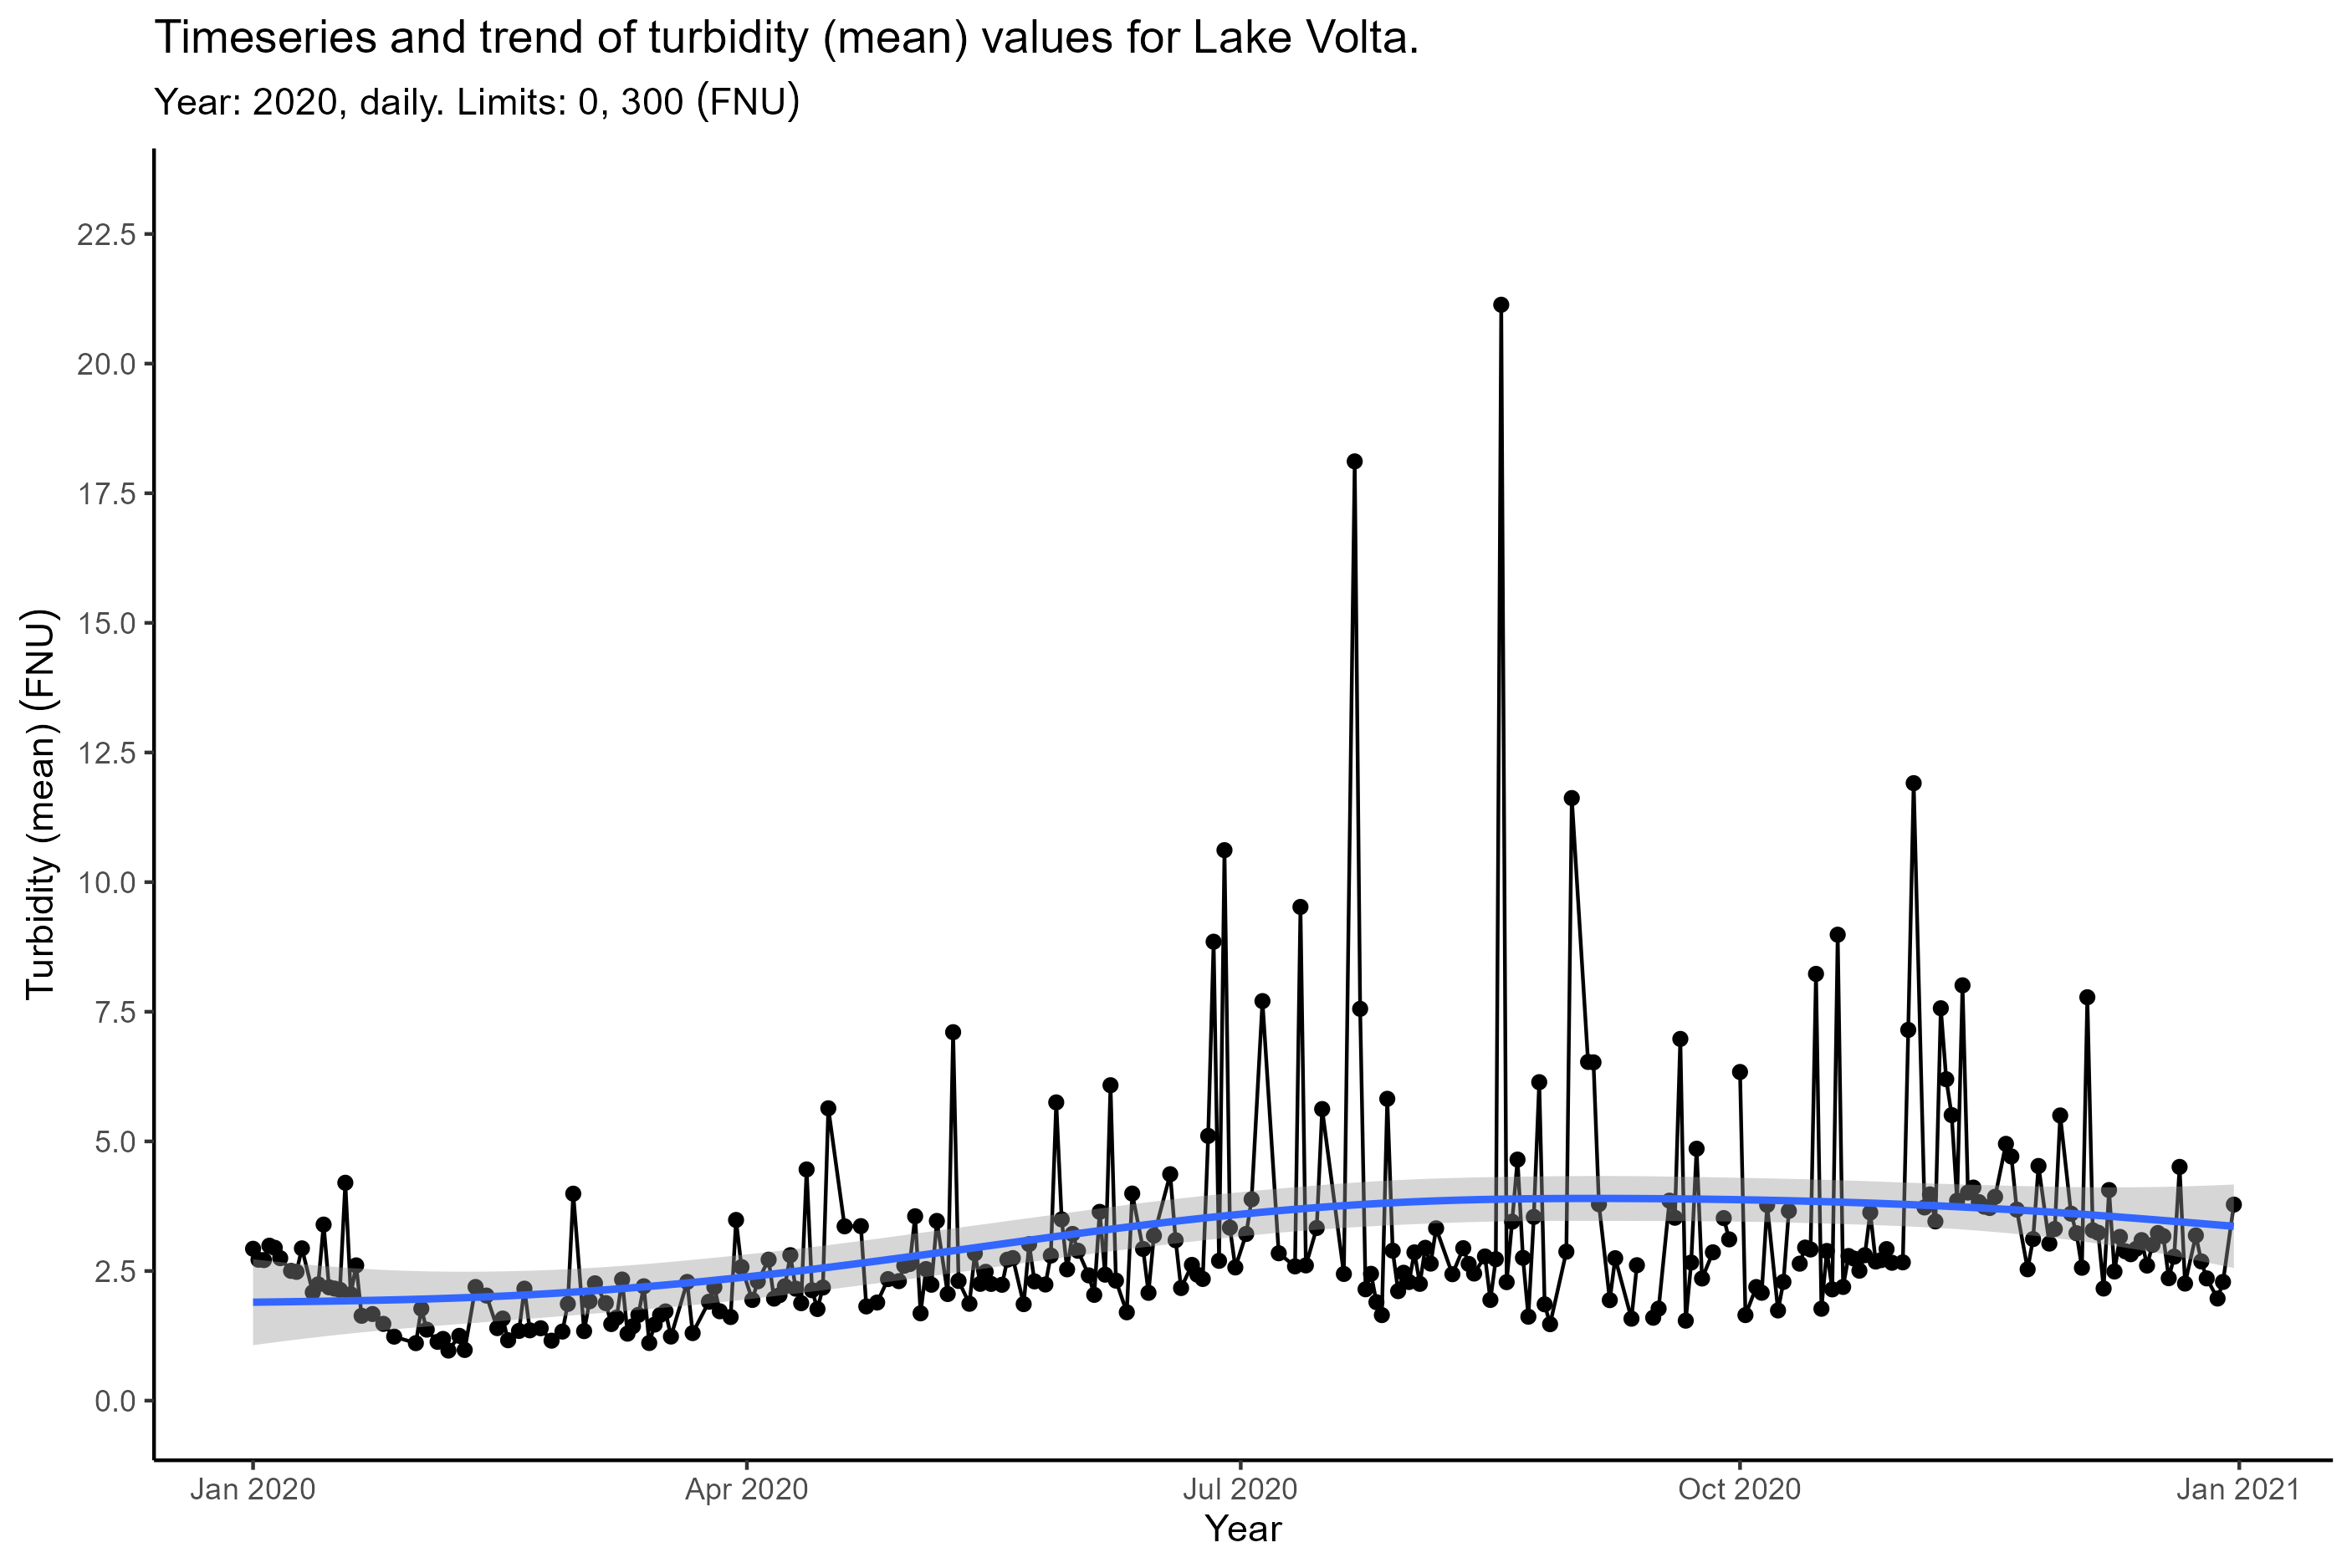 Timeseries and trend of turbidity (mean) values for Lake Volta.
Year: 2020, daily. Limits: 0, 300 (FNU)
Turbidity (mean) (FNU)
22.5
20.0
17.5
15.0
12.5
10.0
7.5
5.0
2.5
0.0
Jan 2020 Apr 2020 Jul 2020 Oct 2020 Jan 2021
Year